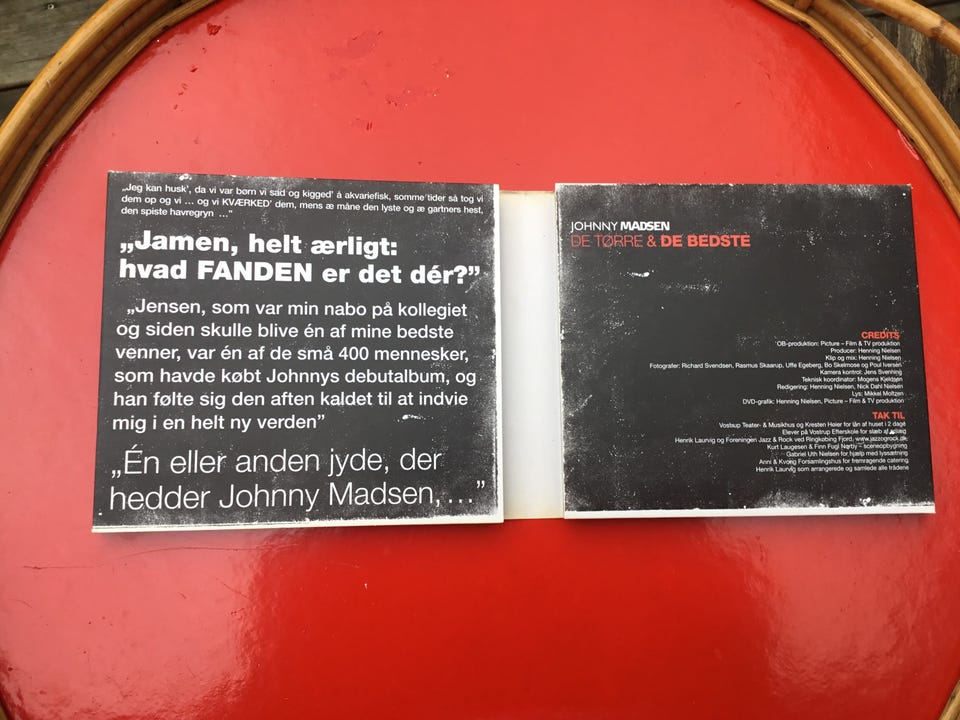 „Jeg kan husk', da vi var børn vi sad og kigged' å akvariefisk, somme'tider så tog vi
dem op og vi ... og vi KVÆRKED' dem, mens æ måne den lyste og æ gartners hest,
den spiste havregryn ..."
„Jamen, helt ærligt:
hvad FANDEN er det dér?"
„Jensen, som var min nabo på kollegiet
og siden skulle blive én af mine bedste
venner, var én af de små 400 mennesker,
som havde købt Johnnys debutalbum, og
han følte sig den aften kaldet til at indvie
mig i en helt ny verden"
„Én eller anden jyde, der
hedder Johnny Madsen, ..."
JOHNNY MADSEN
DE TØRRE & DE BEDSTE
CREDITS
OB-produktion: Picture – Film & TV produktion
Producer: Henning Nielsen
Klip og mix: Henning Nielsen
Fotografer: Richard Svendsen, Rasmus Skaarup, Uffe Egeberg, Bo Skelmose og Poul Iversen
Kamera kontrol: Jens Svenning
Teknisk koordinator: Mogens Kjeldsen
Redigering: Henning Nielsen, Nick Dahl Nielsen
Lys: Mikkel Moltzen
DVD-grafik: Henning Nielsen, Picture – Film & TV produktion
TAK TIL
Vostrup Teater- & Musikhus og Kresten Høier for lån af huset i 2 dage
Elever på Vostrup Efterskole for slæb af anlæg
Henrik Laurvig og Foreningen Jazz & Rock ved Ringkøbing Fjord, www.jazzogrock.dk
Kurt Laugesen & Finn Fugl Nørby – sceneopbygning
Gabriel Uth Nielsen for hjælp med lyssætning
Anni & Kvong Forsamlingshus for fremragende catering
Henrik Laurvig som arrangerede og samlede alle trådene